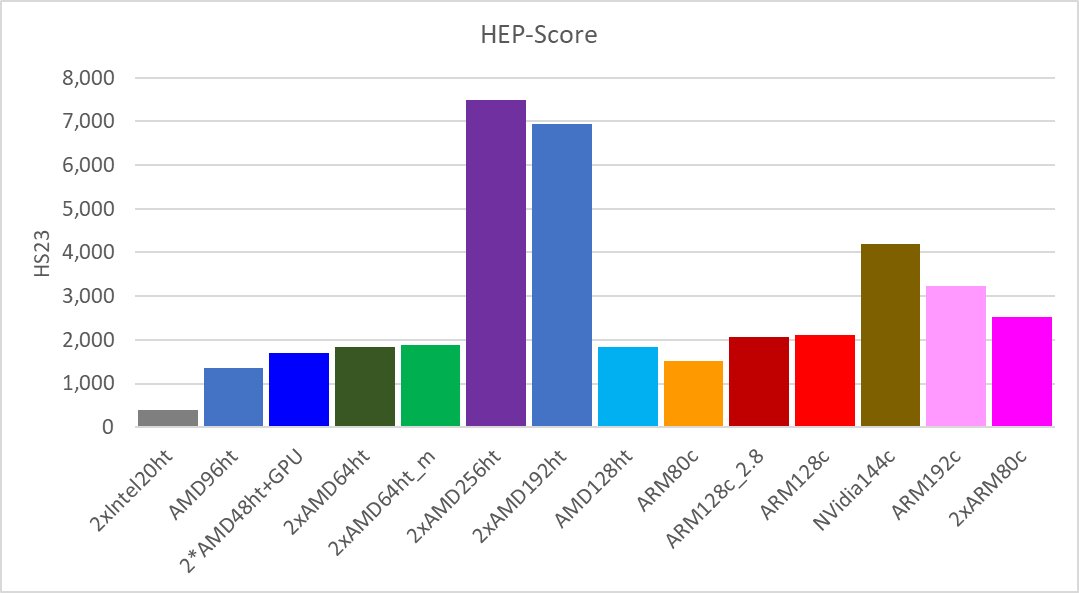 HEP-Score
HS23
8,000
7,000
6,000
5,000
4,000
3,000
2,000
1,000
0
2xIntel20ht
AMD96ht
2*AMD48ht+GPU
2xAMD64ht
2xAMD64ht_m
2xAMD256ht
2xAMD192ht
AMD128ht
ARM80c
ARM128c_2.8
ARM128c
NVidia144c
ARM192c
2xARM80c